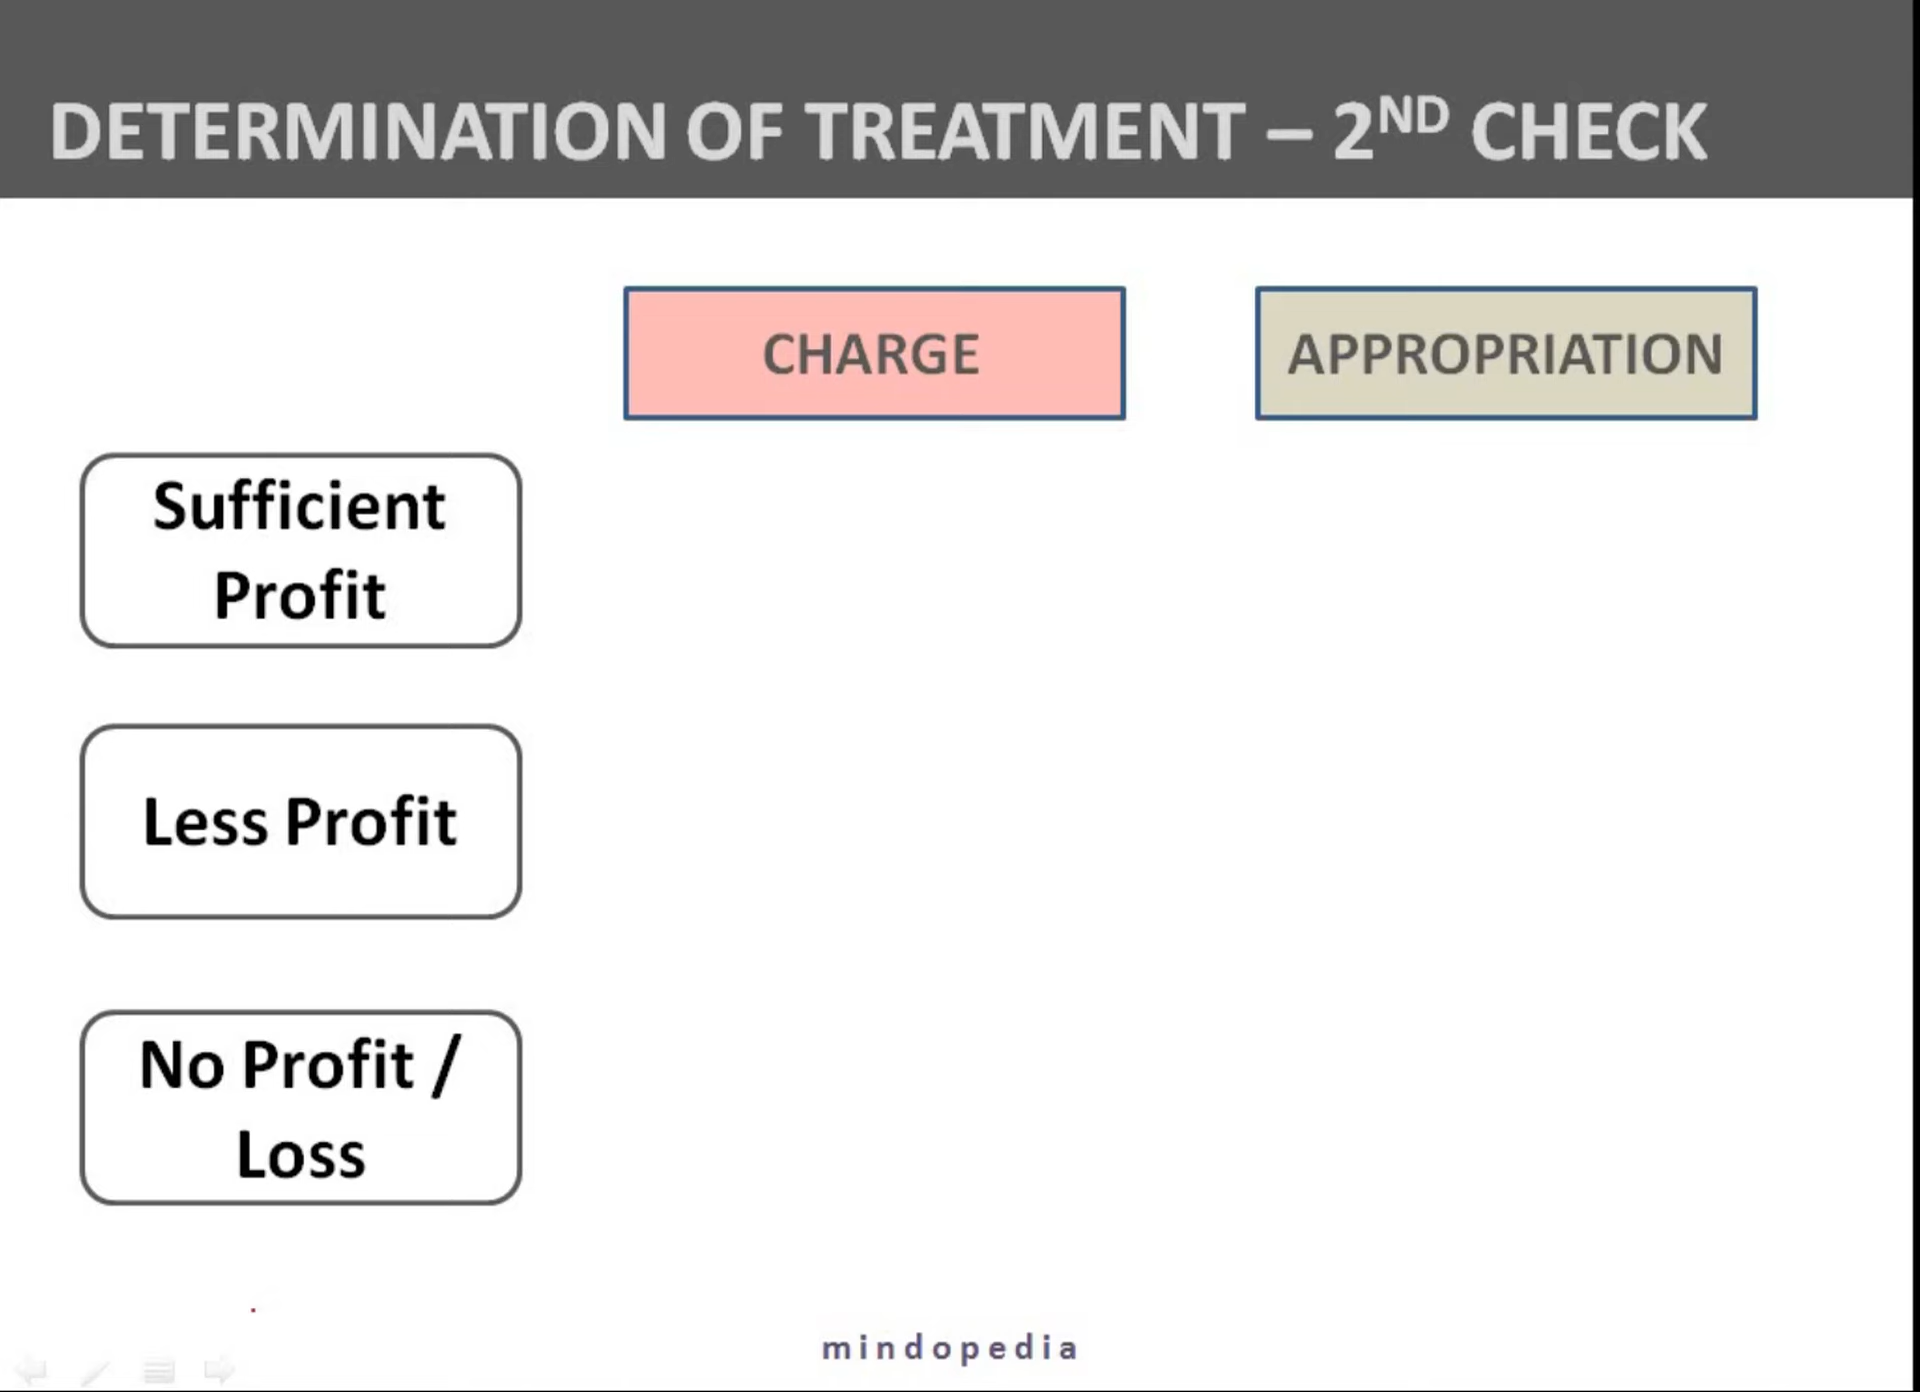 DETERMINATION OF TREATMENT – 2ND CHECK
CHARGE
APPROPRIATION
Sufficient
Profit
Less Profit
No Profit /
Loss
mindopedia